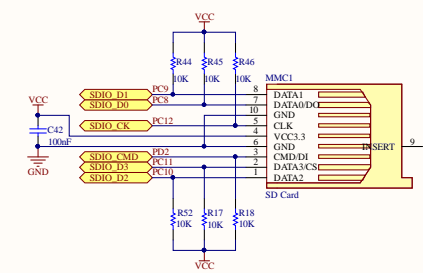 VCC
R44 R45 R46
10K 10K 10K
MMC1
SDIO_D1 PC9 8 DATA1
SDIO_D0 PC8 7 DATA0/DO
10 GND
SDIO_CK PC12 5 CLK
VCC
4 VCC3.3
C42
100nF
6 GND
INSERT 9
GND
SDIO_CMD PD2 3 CMD/DI
SDIO_D3 PC11 2 DATA3/CS
SDIO_D2 PC10 1 DATA2
SD Card
R52 R17 R18
10K 10K 10K
VCC